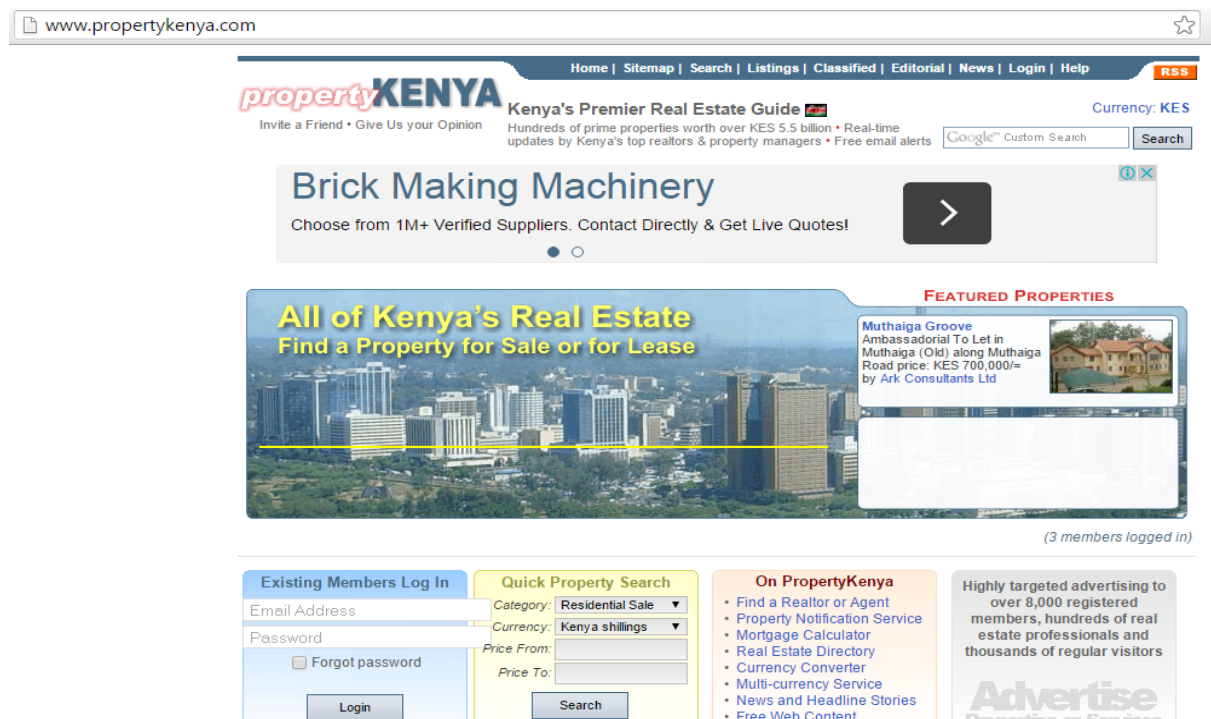 www.propertykenya.com
Home | Sitemap | Search | Listings | Classified | Editorial | News | Login | Help
RSS
propertyKENYA
Invite a Friend • Give Us your Opinion
Kenya's Premier Real Estate Guide
Hundreds of prime properties worth over KES 5.5 billion • Real-time
updates by Kenya's top realtors & property managers • Free email alerts
Currency: KES
Google™ Custom Search
Search
Brick Making Machinery
Choose from 1M+ Verified Suppliers. Contact Directly & Get Live Quotes!
All of Kenya's Real Estate
Find a Property for Sale or for Lease
FEATURED PROPERTIES
Muthaiga Groove
Ambassadorial To Let in
Muthaiga (Old) along Muthaiga
Road price: KES 700,000/=
by Ark Consultants Ltd
(3 members logged in)
Existing Members Log In
Email Address
Password
Forgot password
Login
Quick Property Search
Category: Residential Sale
Currency: Kenya shillings
Price From:
Price To:
Search
On PropertyKenya
• Find a Realtor or Agent
• Property Notification Service
• Mortgage Calculator
• Real Estate Directory
• Currency Converter
• Multi-currency Service
• News and Headline Stories
• Free Web Content
Highly targeted advertising to
over 8,000 registered
members, hundreds of real
estate professionals and
thousands of regular visitors
Advertise
Properties or Services